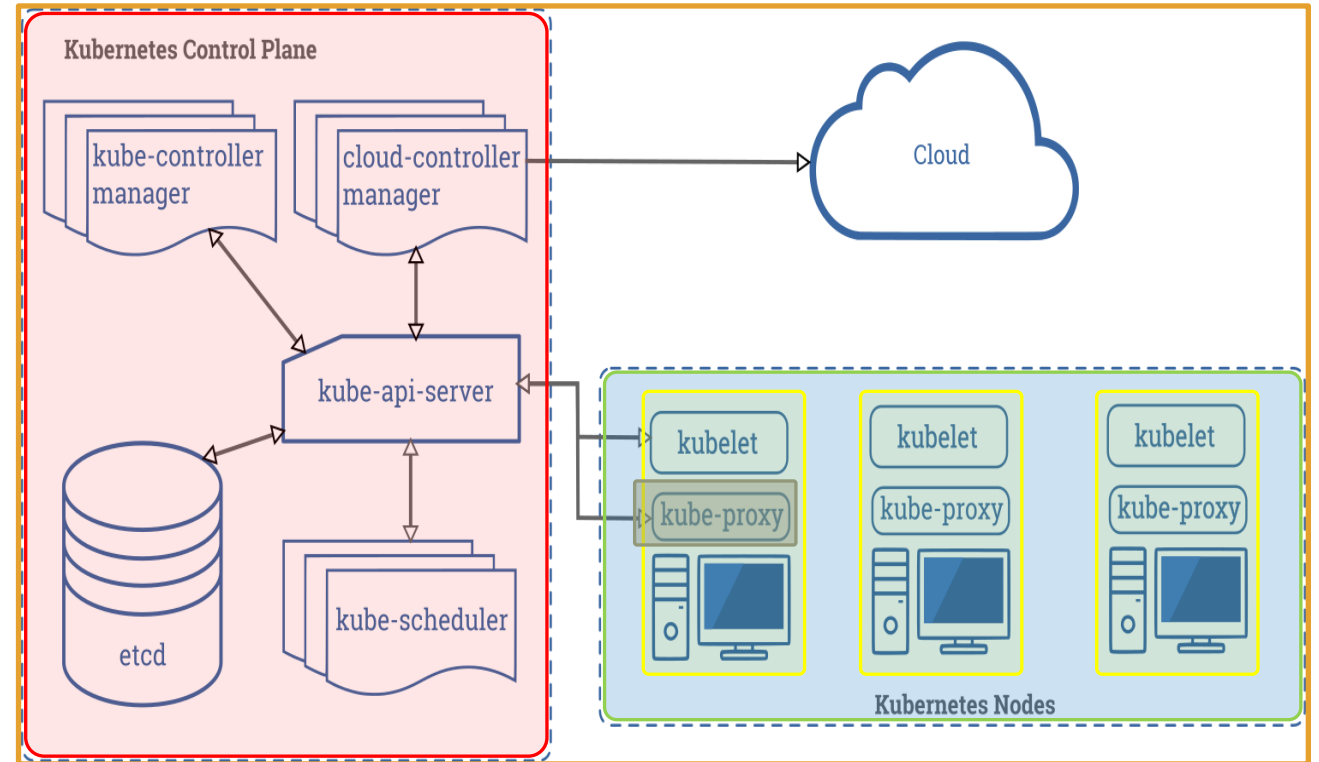 Kubernetes Control Plane
kube-controller
manager
cloud-controller
manager
Cloud
kube-api-server
etcd
kube-scheduler
kubelet
kube-proxy
kubelet
kube-proxy
kubelet
kube-proxy
Kubernetes Nodes